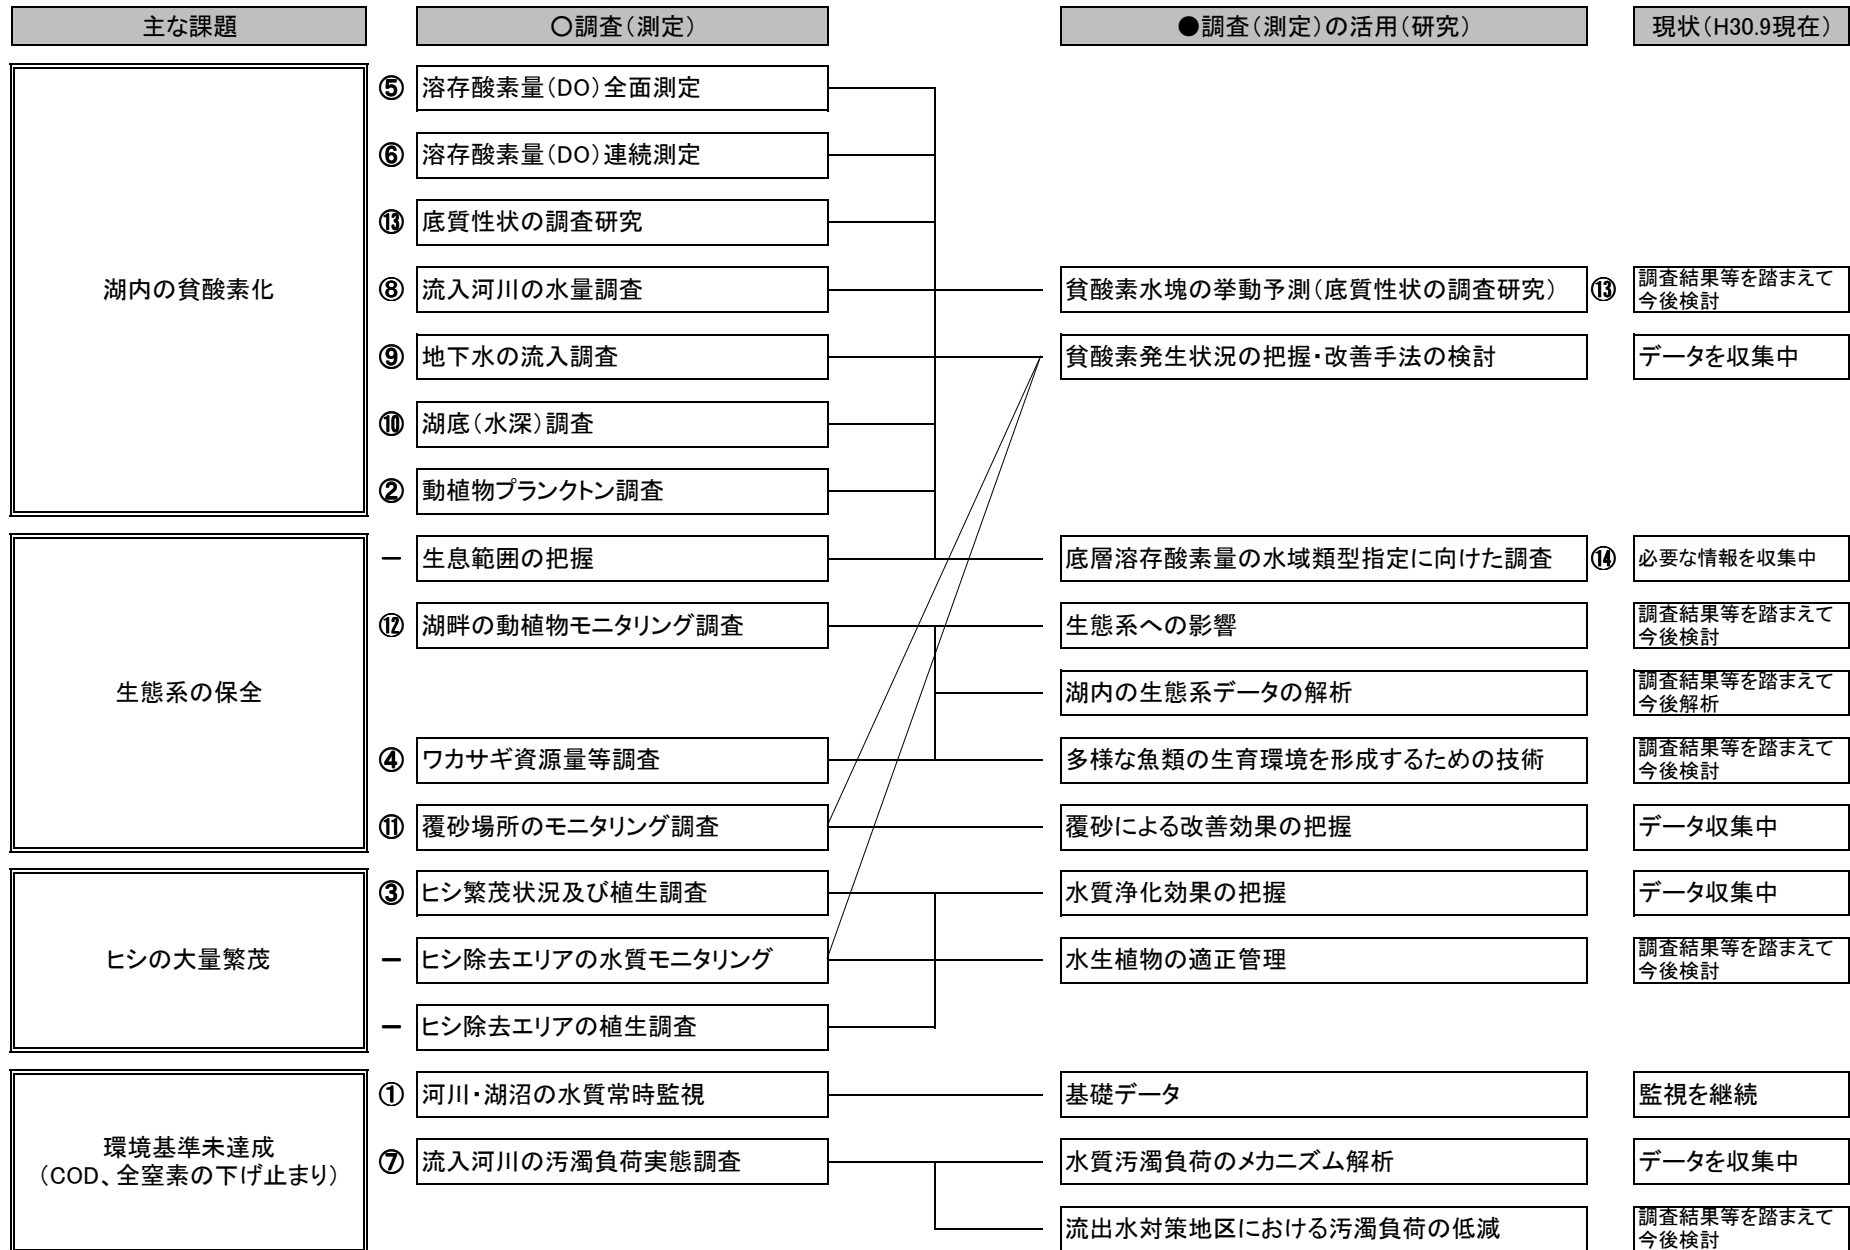 主な課題
○調査(測定)
●調査(測定)の活用(研究)
現状(H30.9現在)
湖内の貧酸素化
⑤ 溶存酸素量(DO)全面測定
⑥ 溶存酸素量(DO)連続測定
⑬ 底質性状の調査研究
⑧ 流入河川の水量調査
貧酸素水塊の挙動予測(底質性状の調査研究) ⑬
調査結果等を踏まえて
今後検討
⑨ 地下水の流入調査
貧酸素発生状況の把握・改善手法の検討
データを収集中
⑩ 湖底(水深)調査
② 動植物プランクトン調査
生態系の保全
― 生息範囲の把握
底層溶存酸素量の水域類型指定に向けた調査 ⑭
必要な情報を収集中
⑫ 湖畔の動植物モニタリング調査
生態系への影響
調査結果等を踏まえて
今後検討
湖内の生態系データの解析
調査結果等を踏まえて
今後解析
④ ワカサギ資源量等調査
多様な魚類の生育環境を形成するための技術
調査結果等を踏まえて
今後検討
⑪ 覆砂場所のモニタリング調査
覆砂による改善効果の把握
データ収集中
ヒシの大量繁茂
③ ヒシ繁茂状況及び植生調査
水質浄化効果の把握
データ収集中
― ヒシ除去エリアの水質モニタリング
水生植物の適正管理
調査結果等を踏まえて
今後検討
― ヒシ除去エリアの植生調査
環境基準未達成
(COD、全窒素の下げ止まり)
① 河川・湖沼の水質常時監視
基礎データ
監視を継続
⑦ 流入河川の汚濁負荷実態調査
水質汚濁負荷のメカニズム解析
データを収集中
流出水対策地区における汚濁負荷の低減
調査結果等を踏まえて
今後検討